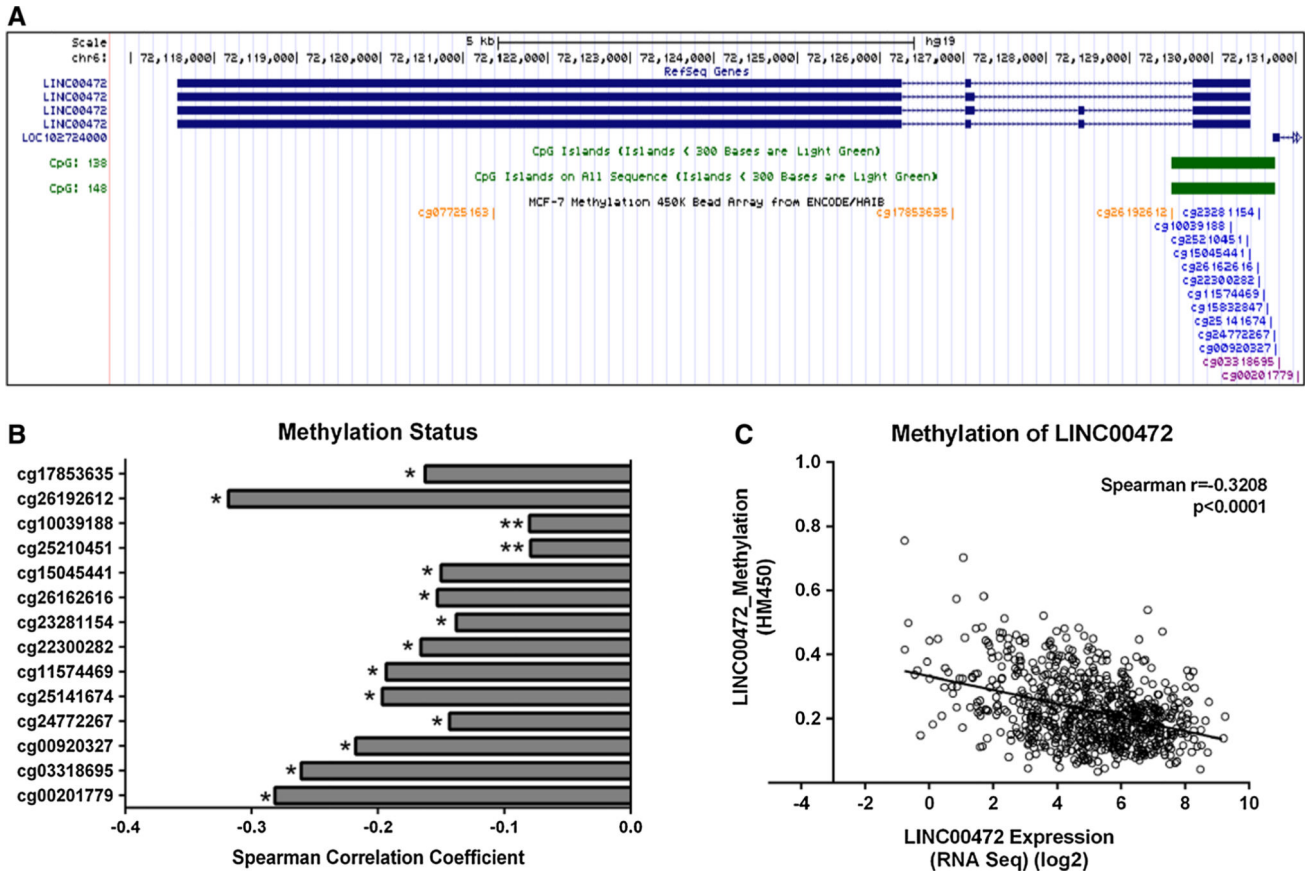 A
Scale
5 kb
hg19
chr6:
72,118,000| 72,119,000| 72,120,000| 72,121,000| 72,122,000| 72,123,000| 72,124,000| 72,125,000| 72,126,000| 72,127,000| 72,128,000| 72,129,000| 72,130,000| 72,131,000|
RefSeq Genes
LINC00472
LINC00472
LINC00472
LINC00472
LOC102724000
CpG Islands (Islands < 300 Bases are Light Green)
CpG: 138
CpG Islands on All Sequence (Islands < 300 Bases are Light Green)
CpG: 148
MCF-7 Methylation 450K Bead Array from ENCODE/HAIB
cg07725163| cg17853635| cg26192612| cg23281154|
cg10039188|
cg25210451|
cg15045441|
cg26162616|
cg22300282|
cg11574469|
cg15832847|
cg25141674|
cg24772267|
cg00920327|
cg03318695|
cg00201779|
B
Methylation Status
cg17853635 *
cg26192612 *
cg10039188 **
cg25210451 **
cg15045441 *
cg26162616 *
cg23281154 *
cg22300282 *
cg11574469 *
cg25141674 *
cg24772267 *
cg00920327 *
cg03318695 *
cg00201779 *
-0.4 -0.3 -0.2 -0.1 0.0
Spearman Correlation Coefficient
C
Methylation of LINC00472
Spearman r=-0.3208
p<0.0001
1.0
0.8
0.6
0.4
0.2
LINC00472_Methylation
(HM450)
-4 -2 0 2 4 6 8 10
LINC00472 Expression
(RNA Seq) (log2)